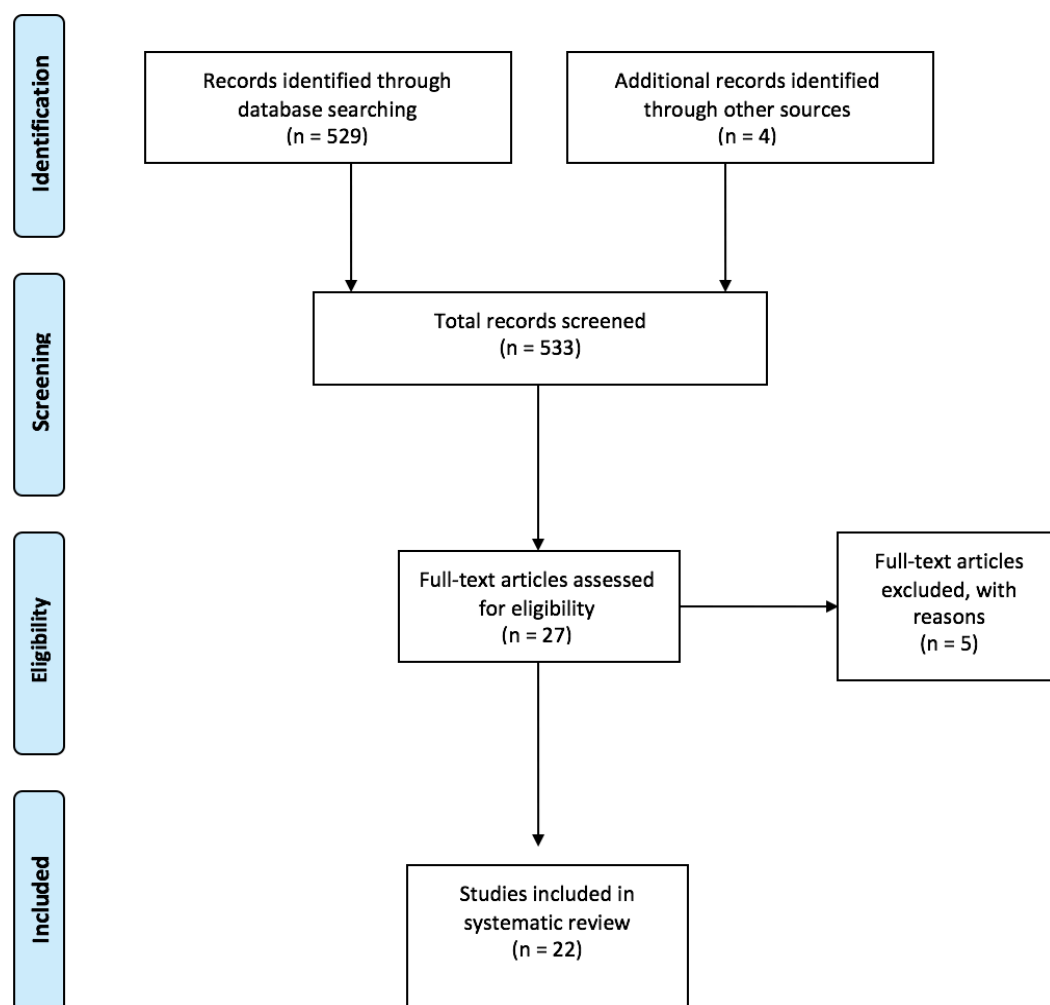 Identification
Records identified through
database searching
(n = 529)
Additional records identified
through other sources
(n = 4)
Screening
Total records screened
(n = 533)
Eligibility
Full-text articles assessed
for eligibility
(n = 27)
Full-text articles
excluded, with
reasons
(n = 5)
Included
Studies included in
systematic review
(n = 22)